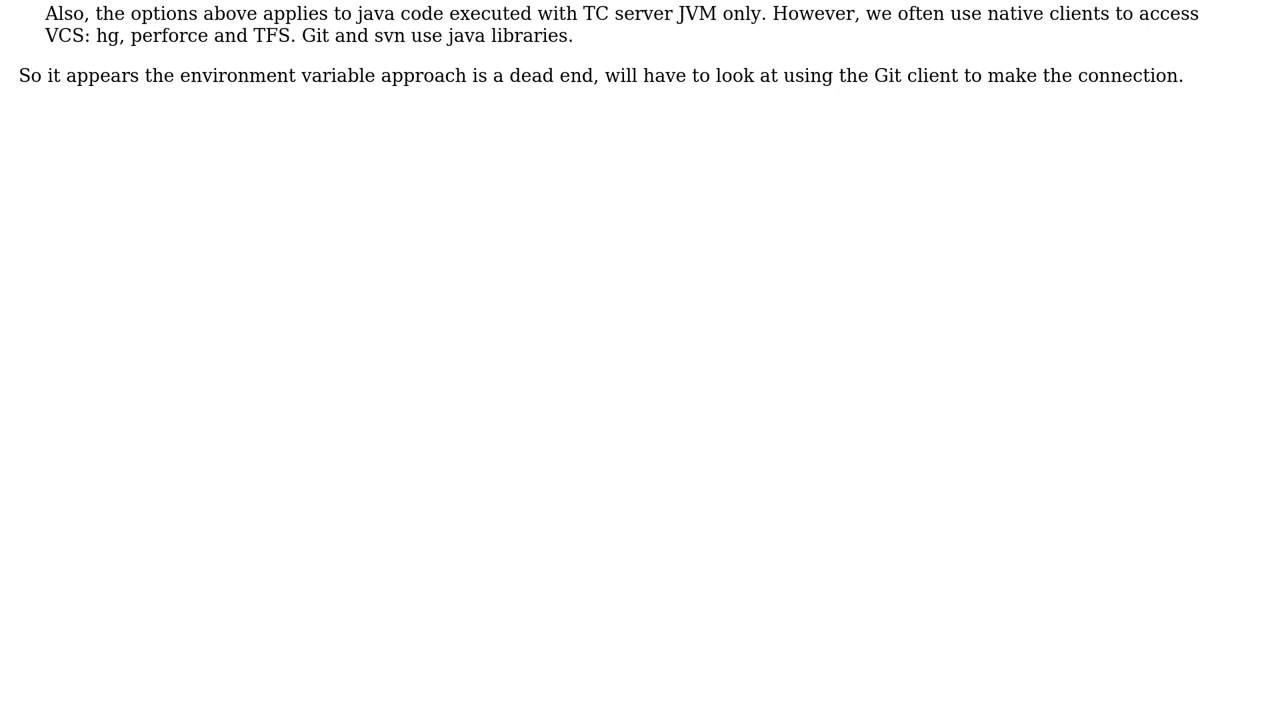 Also, the options above applies to java code executed with TC server JVM only. However, we often use native clients to access
VCS: hg, perforce and TFS. Git and svn use java libraries.
So it appears the environment variable approach is a dead end, will have to look at using the Git client to make the connection.